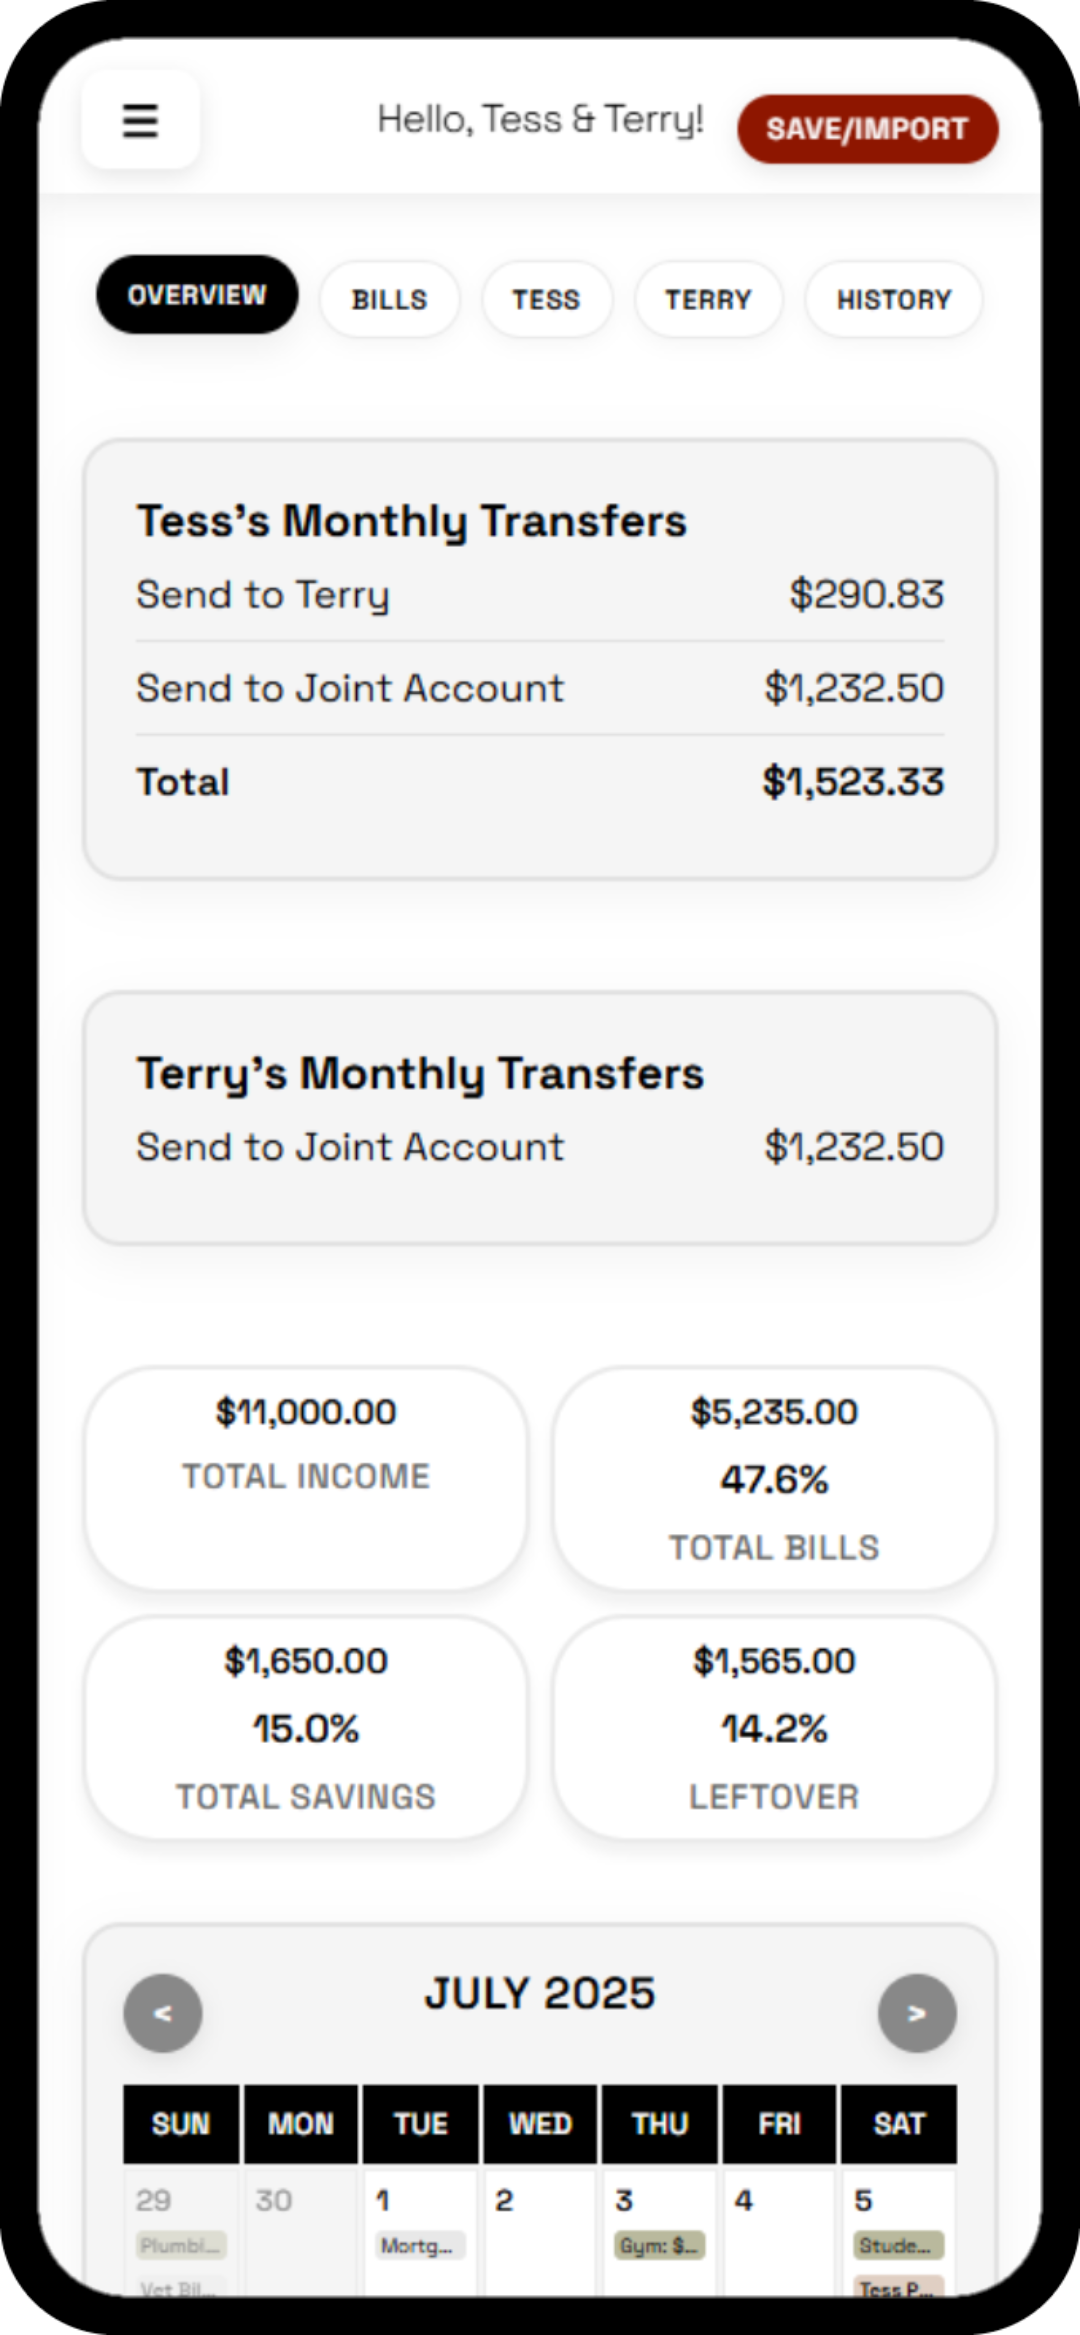 ☰
Hello, Tess & Terry!
SAVE/IMPORT
OVERVIEW BILLS TESS TERRY HISTORY
Tess's Monthly Transfers
Send to Terry $290.83
Send to Joint Account $1,232.50
Total $1,523.33
Terry's Monthly Transfers
Send to Joint Account $1,232.50
$11,000.00
TOTAL INCOME
$5,235.00
47.6%
TOTAL BILLS
$1,650.00
15.0%
TOTAL SAVINGS
$1,565.00
14.2%
LEFTOVER
< JULY 2025 >
SUN MON TUE WED THU FRI SAT
29 30 1 2 3 4 5
Plumbi... Mortg... Gym: $... Stude...
Vet Bil... Tess P...